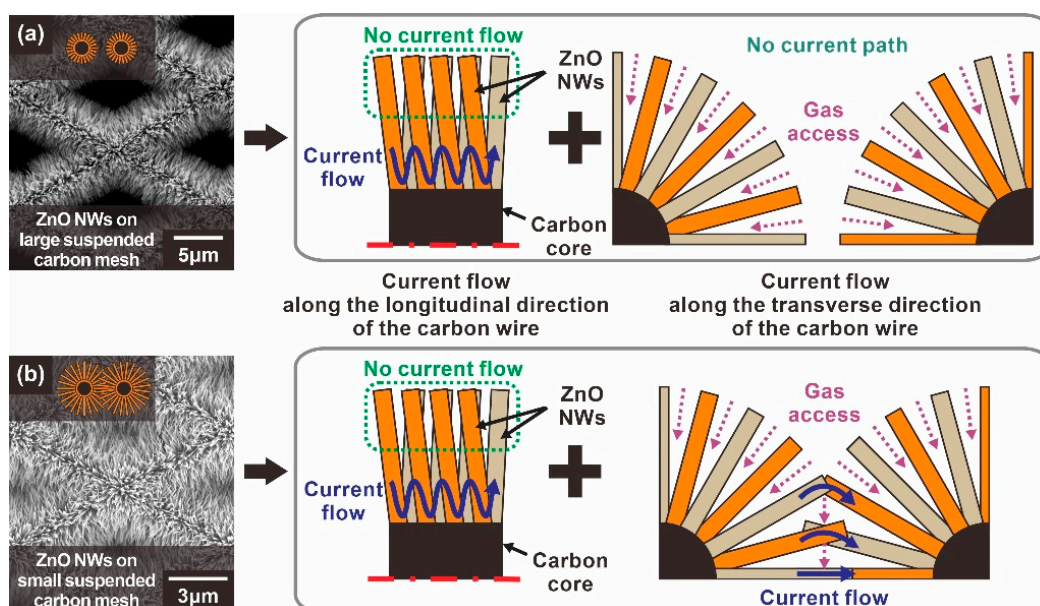 (a)
ZnO NWs on
large suspended
carbon mesh
5μm
No current flow
ZnO
NWs
Current
flow
Carbon
core
No current path
Gas
access
Current flow
along the longitudinal direction
of the carbon wire
Current flow
along the transverse direction
of the carbon wire
(b)
ZnO NWs on
small suspended
carbon mesh
3μm
No current flow
ZnO
NWs
Current
flow
Carbon
core
Gas
access
Current flow